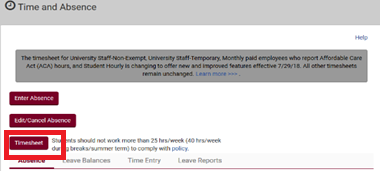 Time and Absence
Help
The timesheet for University Staff-Non-Exempt, University Staff-Temporary, Monthly paid employees who report Affordable Care
Act (ACA) hours, and Student Hourly is changing to offer new and improved features effective 7/29/18. All other timesheets
remain unchanged. Learn more >>> .
Enter Absence
Edit/Cancel Absence
Timesheet
Students should not work more than 25 hrs/week (40 hrs/week
during breaks/summer term) to comply with policy.
Absence
Leave Balances
Time Entry
Leave Reports